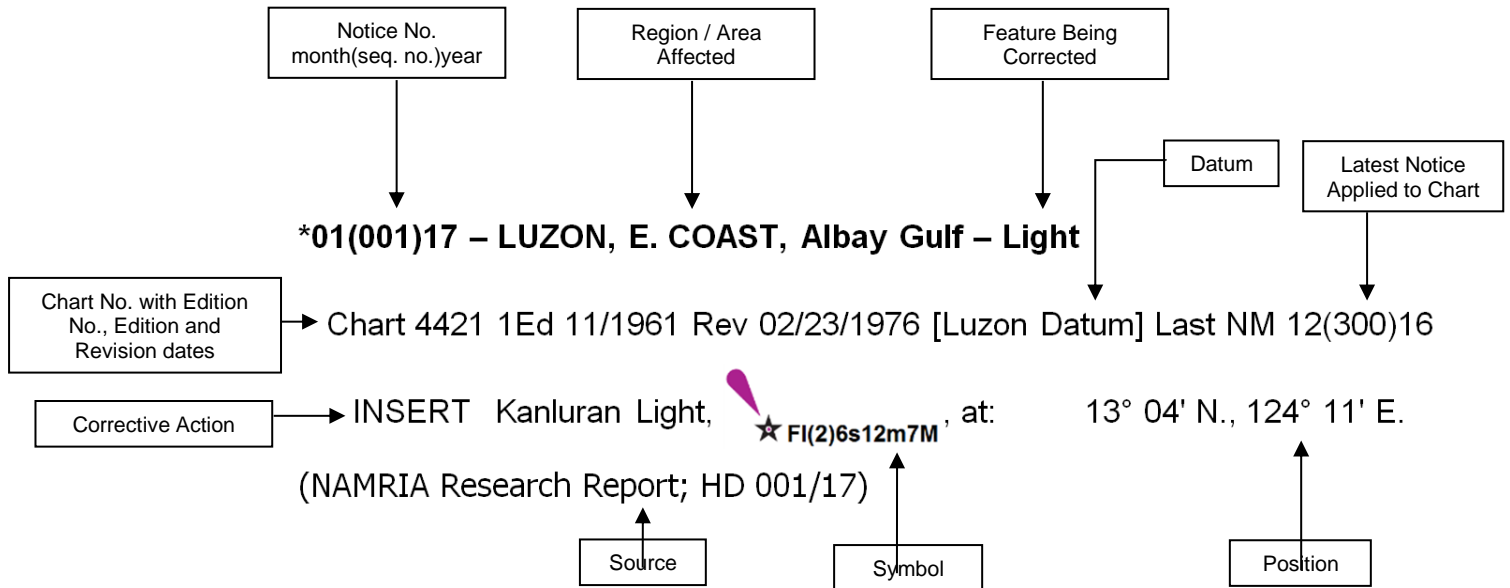 Notice No.
month(seq. no.)year
Region / Area
Affected
Feature Being
Corrected
Datum
Latest Notice
Applied to Chart
*01(001)17 – LUZON, E. COAST, Albay Gulf – Light
Chart No. with Edition
No., Edition and
Revision dates
Chart 4421 1Ed 11/1961 Rev 02/23/1976 [Luzon Datum] Last NM 12(300)16
Corrective Action
INSERT Kanluran Light, Fl(2)6s12m7M, at: 13° 04' N., 124° 11' E.
(NAMRIA Research Report; HD 001/17)
Source
Symbol
Position